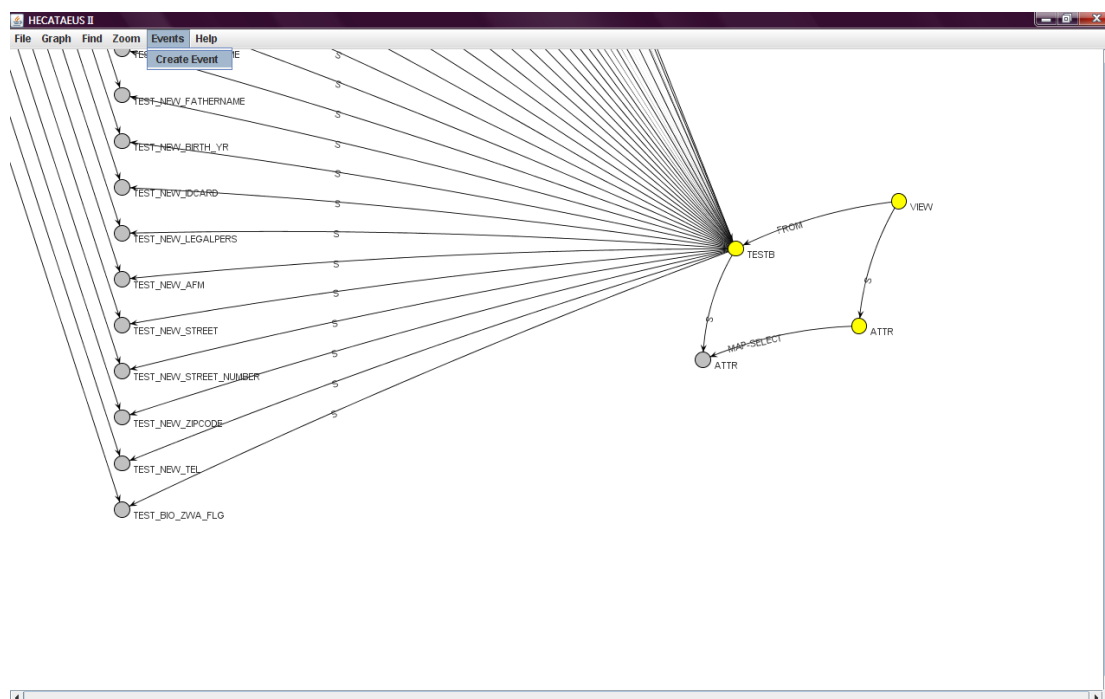 HECATAEUS II
File Graph Find Zoom Events Help
Create Event
S
TEST_NEW_FATHERNAME
S
TEST_NEW_BIRTH_YR
S
S
TEST_NEW_IDCARD
S
VIEW
FROM
TEST_NEW_LEGALPERS
S
TESTB
TEST_NEW_AFM
S
S
S
TEST_NEW_STREET
S
ATTR
MAP-SELECT
S
ATTR
TEST_NEW_STREET_NUMBER
S
TEST_NEW_ZIPCODE
S
TEST_NEW_TEL
TEST_BIO_ZWA_FLG